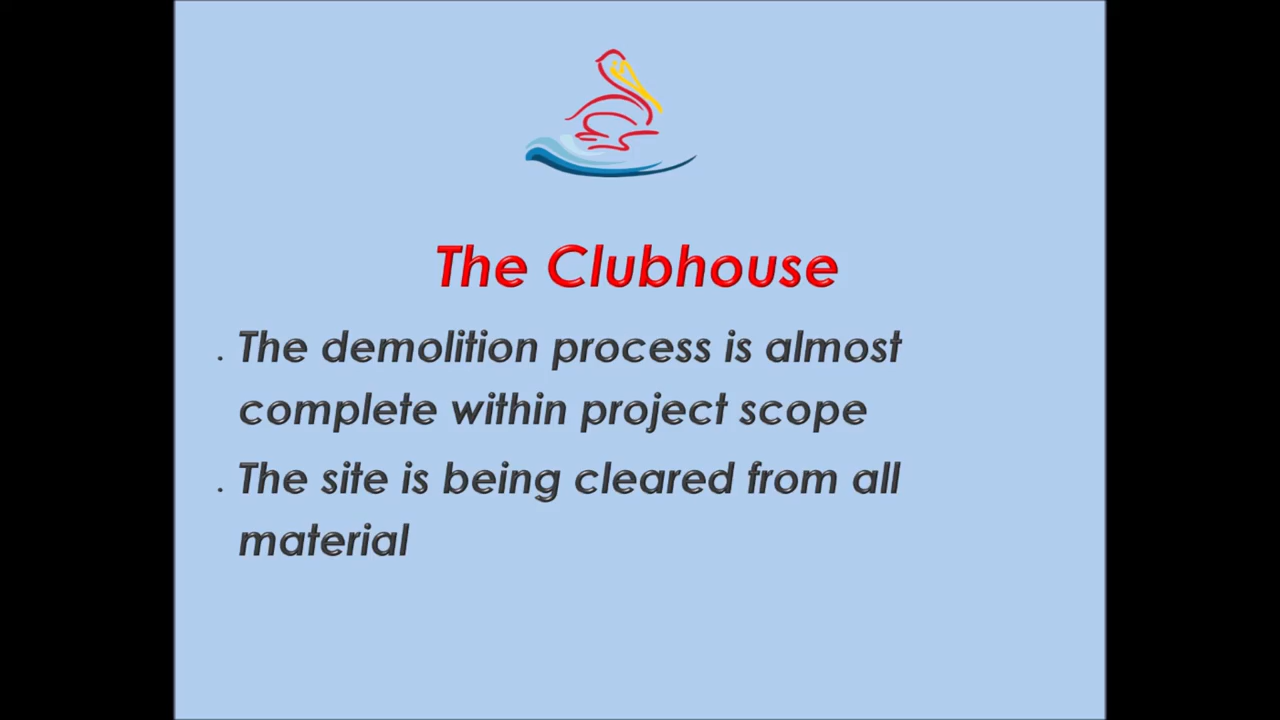 The Clubhouse
. The demolition process is almost
complete within project scope
. The site is being cleared from all
material